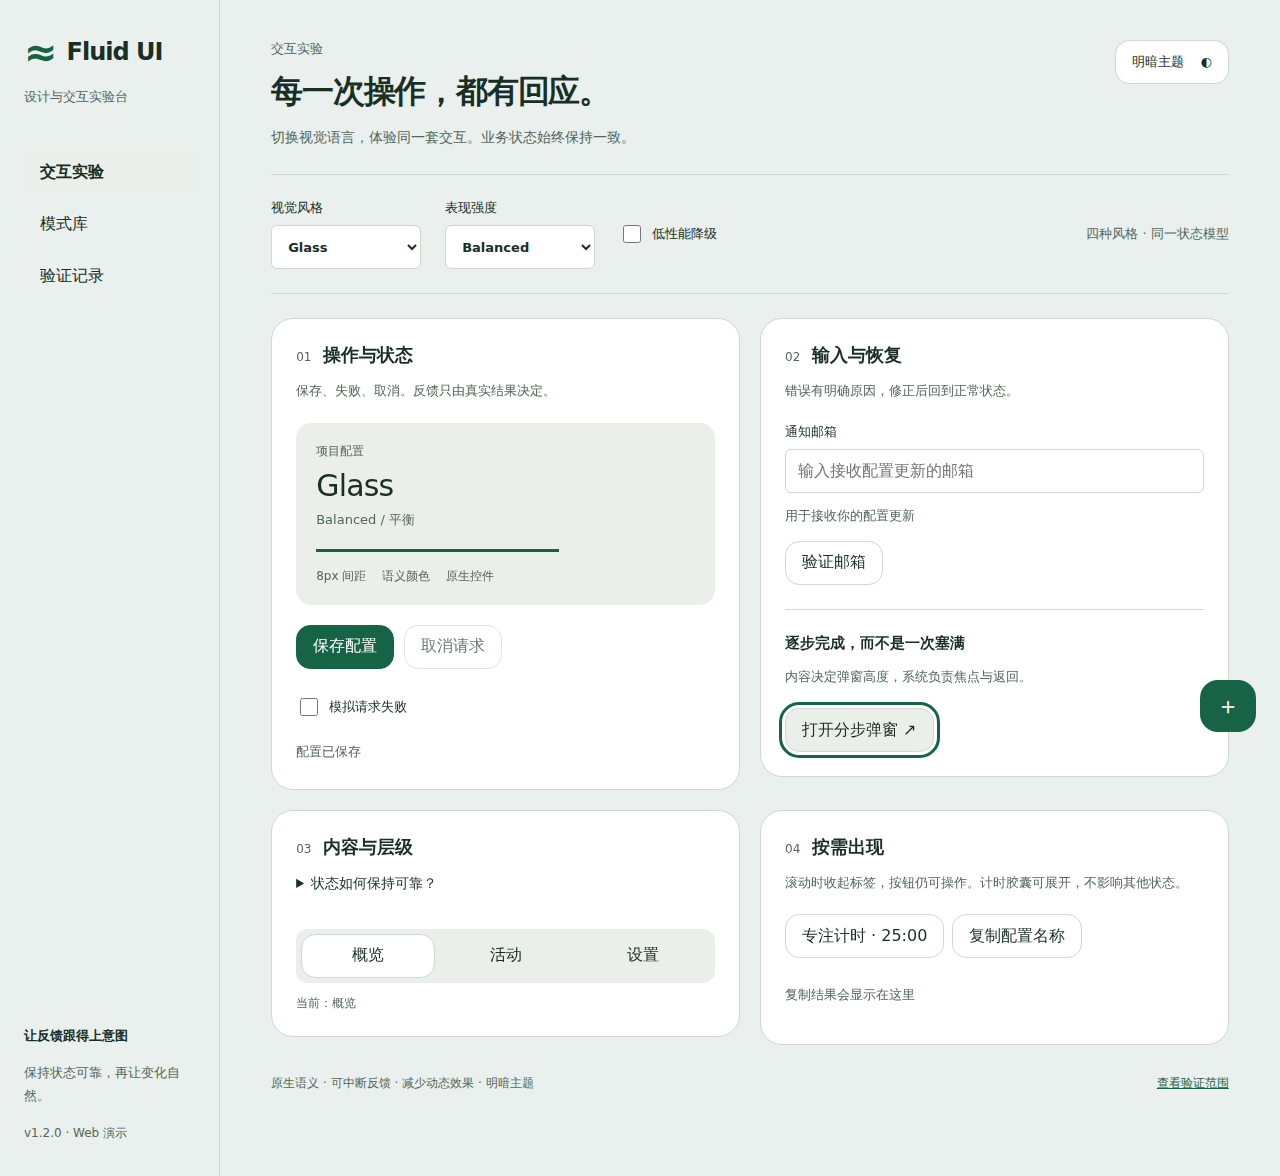 ≈ Fluid UI
设计与交互实验台
交互实验
模式库
验证记录
让反馈跟得上意图
保持状态可靠，再让变化自
然。
v1.2.0 · Web 演示
交互实验
每一次操作，都有回应。
切换视觉语言，体验同一套交互。业务状态始终保持一致。
明暗主题 ◐
视觉风格
Glass
表现强度
Balanced
低性能降级
四种风格 · 同一状态模型
01 操作与状态
保存、失败、取消。反馈只由真实结果决定。
项目配置
Glass
Balanced / 平衡
8px 间距 语义颜色 原生控件
保存配置 取消请求
模拟请求失败
配置已保存
02 输入与恢复
错误有明确原因，修正后回到正常状态。
通知邮箱
输入接收配置更新的邮箱
用于接收你的配置更新
验证邮箱
逐步完成，而不是一次塞满
内容决定弹窗高度，系统负责焦点与返回。
打开分步弹窗 ↗
+
03 内容与层级
▶ 状态如何保持可靠？
概览 活动 设置
当前：概览
04 按需出现
滚动时收起标签，按钮仍可操作。计时胶囊可展开，不影响其他状态。
专注计时 · 25:00 复制配置名称
复制结果会显示在这里
原生语义 · 可中断反馈 · 减少动态效果 · 明暗主题
查看验证范围